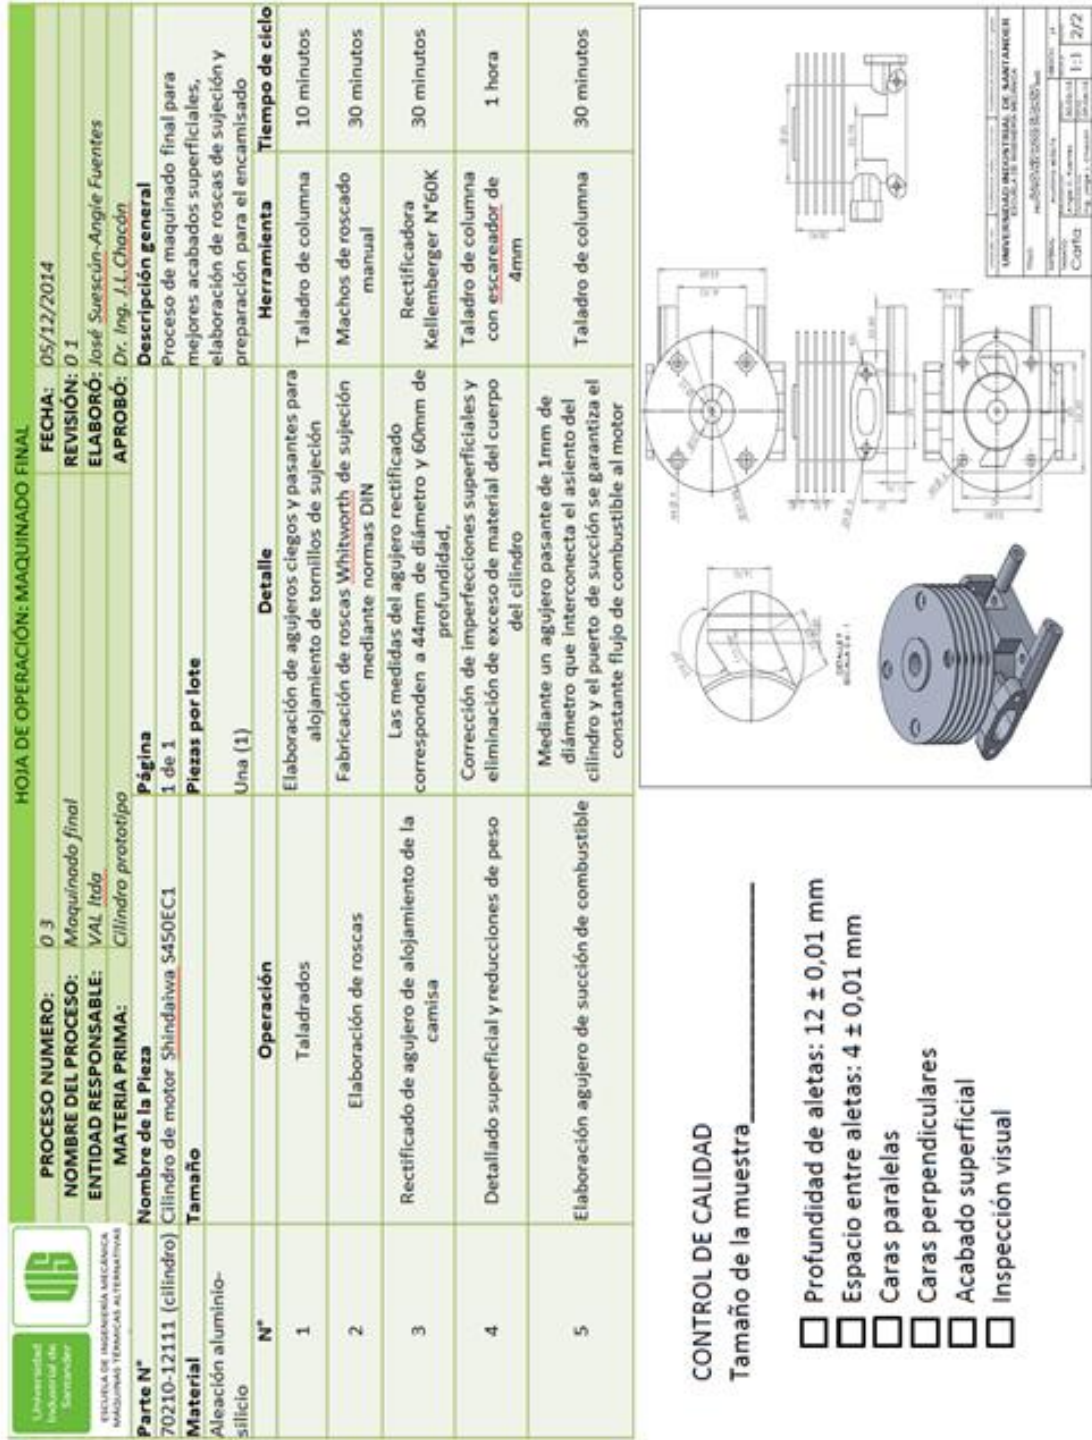 HOJA DE OPERACIÓN: MAQUINADO FINAL
Universidad
Industrial de
Santander
UIS
ESCUELA DE INGENIERÍA MECÁNICA
MÁQUINAS TÉRMICAS ALTERNATIVAS
PROCESO NUMERO: 0 3
FECHA: 05/12/2014
NOMBRE DEL PROCESO: Maquinado final
REVISIÓN: 0 1
ENTIDAD RESPONSABLE: VAL ltda
ELABORÓ: José Suescún-Angie Fuentes
MATERIA PRIMA: Cilindro prototipo
APROBÓ: Dr. Ing. J.L.Chacón
Parte N°
70210-12111 (cilindro)
Nombre de la Pieza
Cilindro de motor Shindaiwa S450EC1
Página
1 de 1
Descripción general
Proceso de maquinado final para
mejores acabados superficiales,
elaboración de roscas de sujeción y
preparación para el encamisado
Material
Aleación aluminio-
silicio
Tamaño
Piezas por lote
Una (1)
N° Operación Detalle Herramienta Tiempo de ciclo
1 Taladrados
Elaboración de agujeros ciegos y pasantes para
alojamiento de tornillos de sujeción
Taladro de columna
10 minutos
2 Elaboración de roscas
Fabricación de roscas Whitworth de sujeción
mediante normas DIN
Machos de roscado
manual
30 minutos
3 Rectificado de agujero de alojamiento de la
camisa
Las medidas del agujero rectificado
corresponden a 44mm de diámetro y 60mm de
profundidad,
Rectificadora
Kellemberger N°60K
30 minutos
4 Detallado superficial y reducciones de peso
Corrección de imperfecciones superficiales y
eliminación de exceso de material del cuerpo
del cilindro
Taladro de columna
con escareador de
4mm
1 hora
5 Elaboración agujero de succión de combustible
Mediante un agujero pasante de 1mm de
diámetro que interconecta el asiento del
cilindro y el puerto de succión se garantiza el
constante flujo de combustible al motor
Taladro de columna
30 minutos
CONTROL DE CALIDAD
Tamaño de la muestra
Profundidad de aletas: 12 ± 0,01 mm
Espacio entre aletas: 4 ± 0,01 mm
Caras paralelas
Caras perpendiculares
Acabado superficial
Inspección visual
UNIVERSIDAD INDUSTRIAL DE SANTANDER
ESCUELA DE INGENIERÍA MECÁNICA
Carta
1:1
2/2